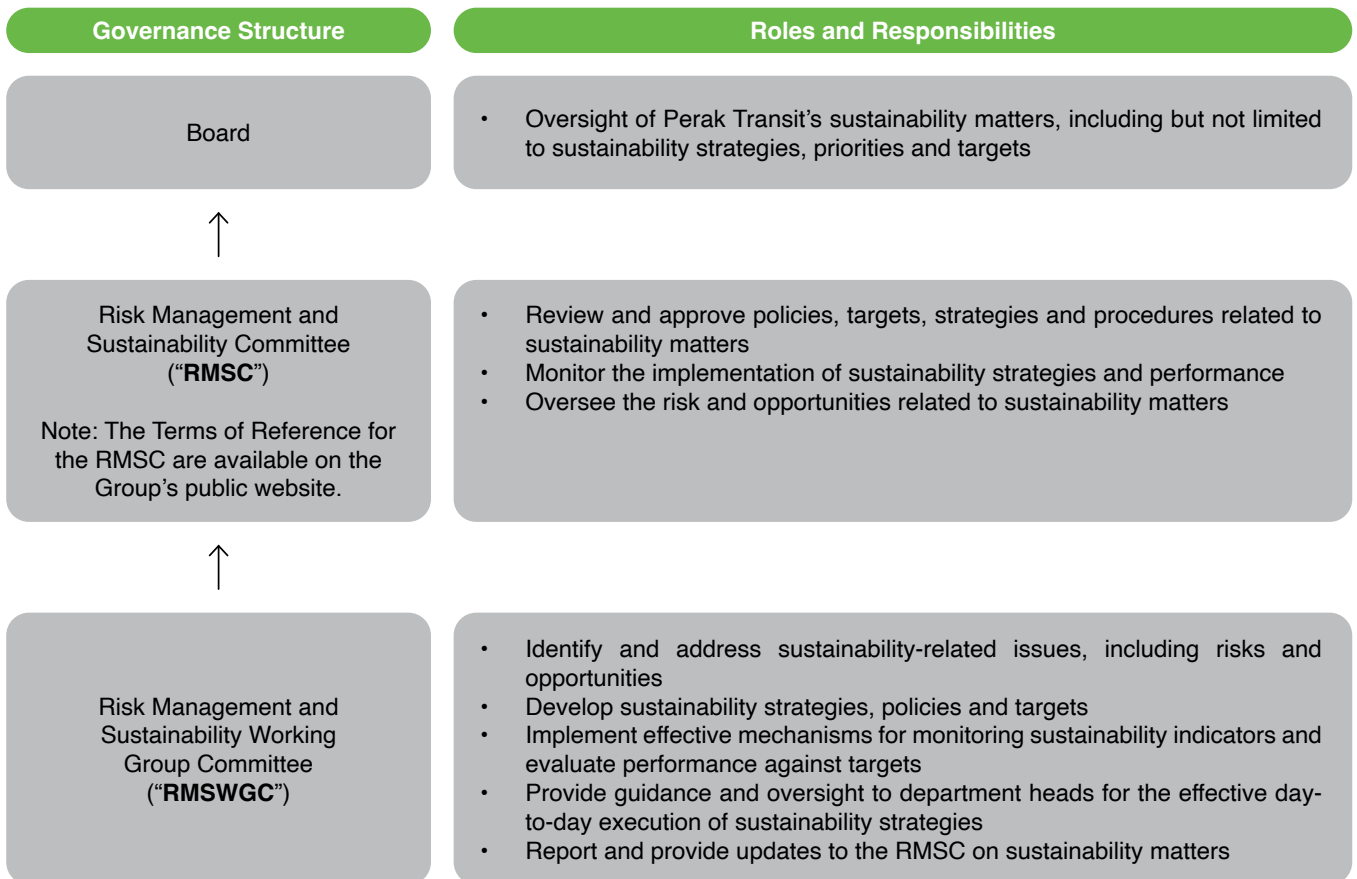 Governance Structure
Roles and Responsibilities
Board
• Oversight of Perak Transit’s sustainability matters, including but not limited
to sustainability strategies, priorities and targets
Risk Management and
Sustainability Committee
(“RMSC”)
Note: The Terms of Reference for
the RMSC are available on the
Group’s public website.
• Review and approve policies, targets, strategies and procedures related to
sustainability matters
• Monitor the implementation of sustainability strategies and performance
• Oversee the risk and opportunities related to sustainability matters
Risk Management and
Sustainability Working
Group Committee
(“RMSWGC”)
• Identify and address sustainability-related issues, including risks and
opportunities
• Develop sustainability strategies, policies and targets
• Implement effective mechanisms for monitoring sustainability indicators and
evaluate performance against targets
• Provide guidance and oversight to department heads for the effective day-
to-day execution of sustainability strategies
• Report and provide updates to the RMSC on sustainability matters